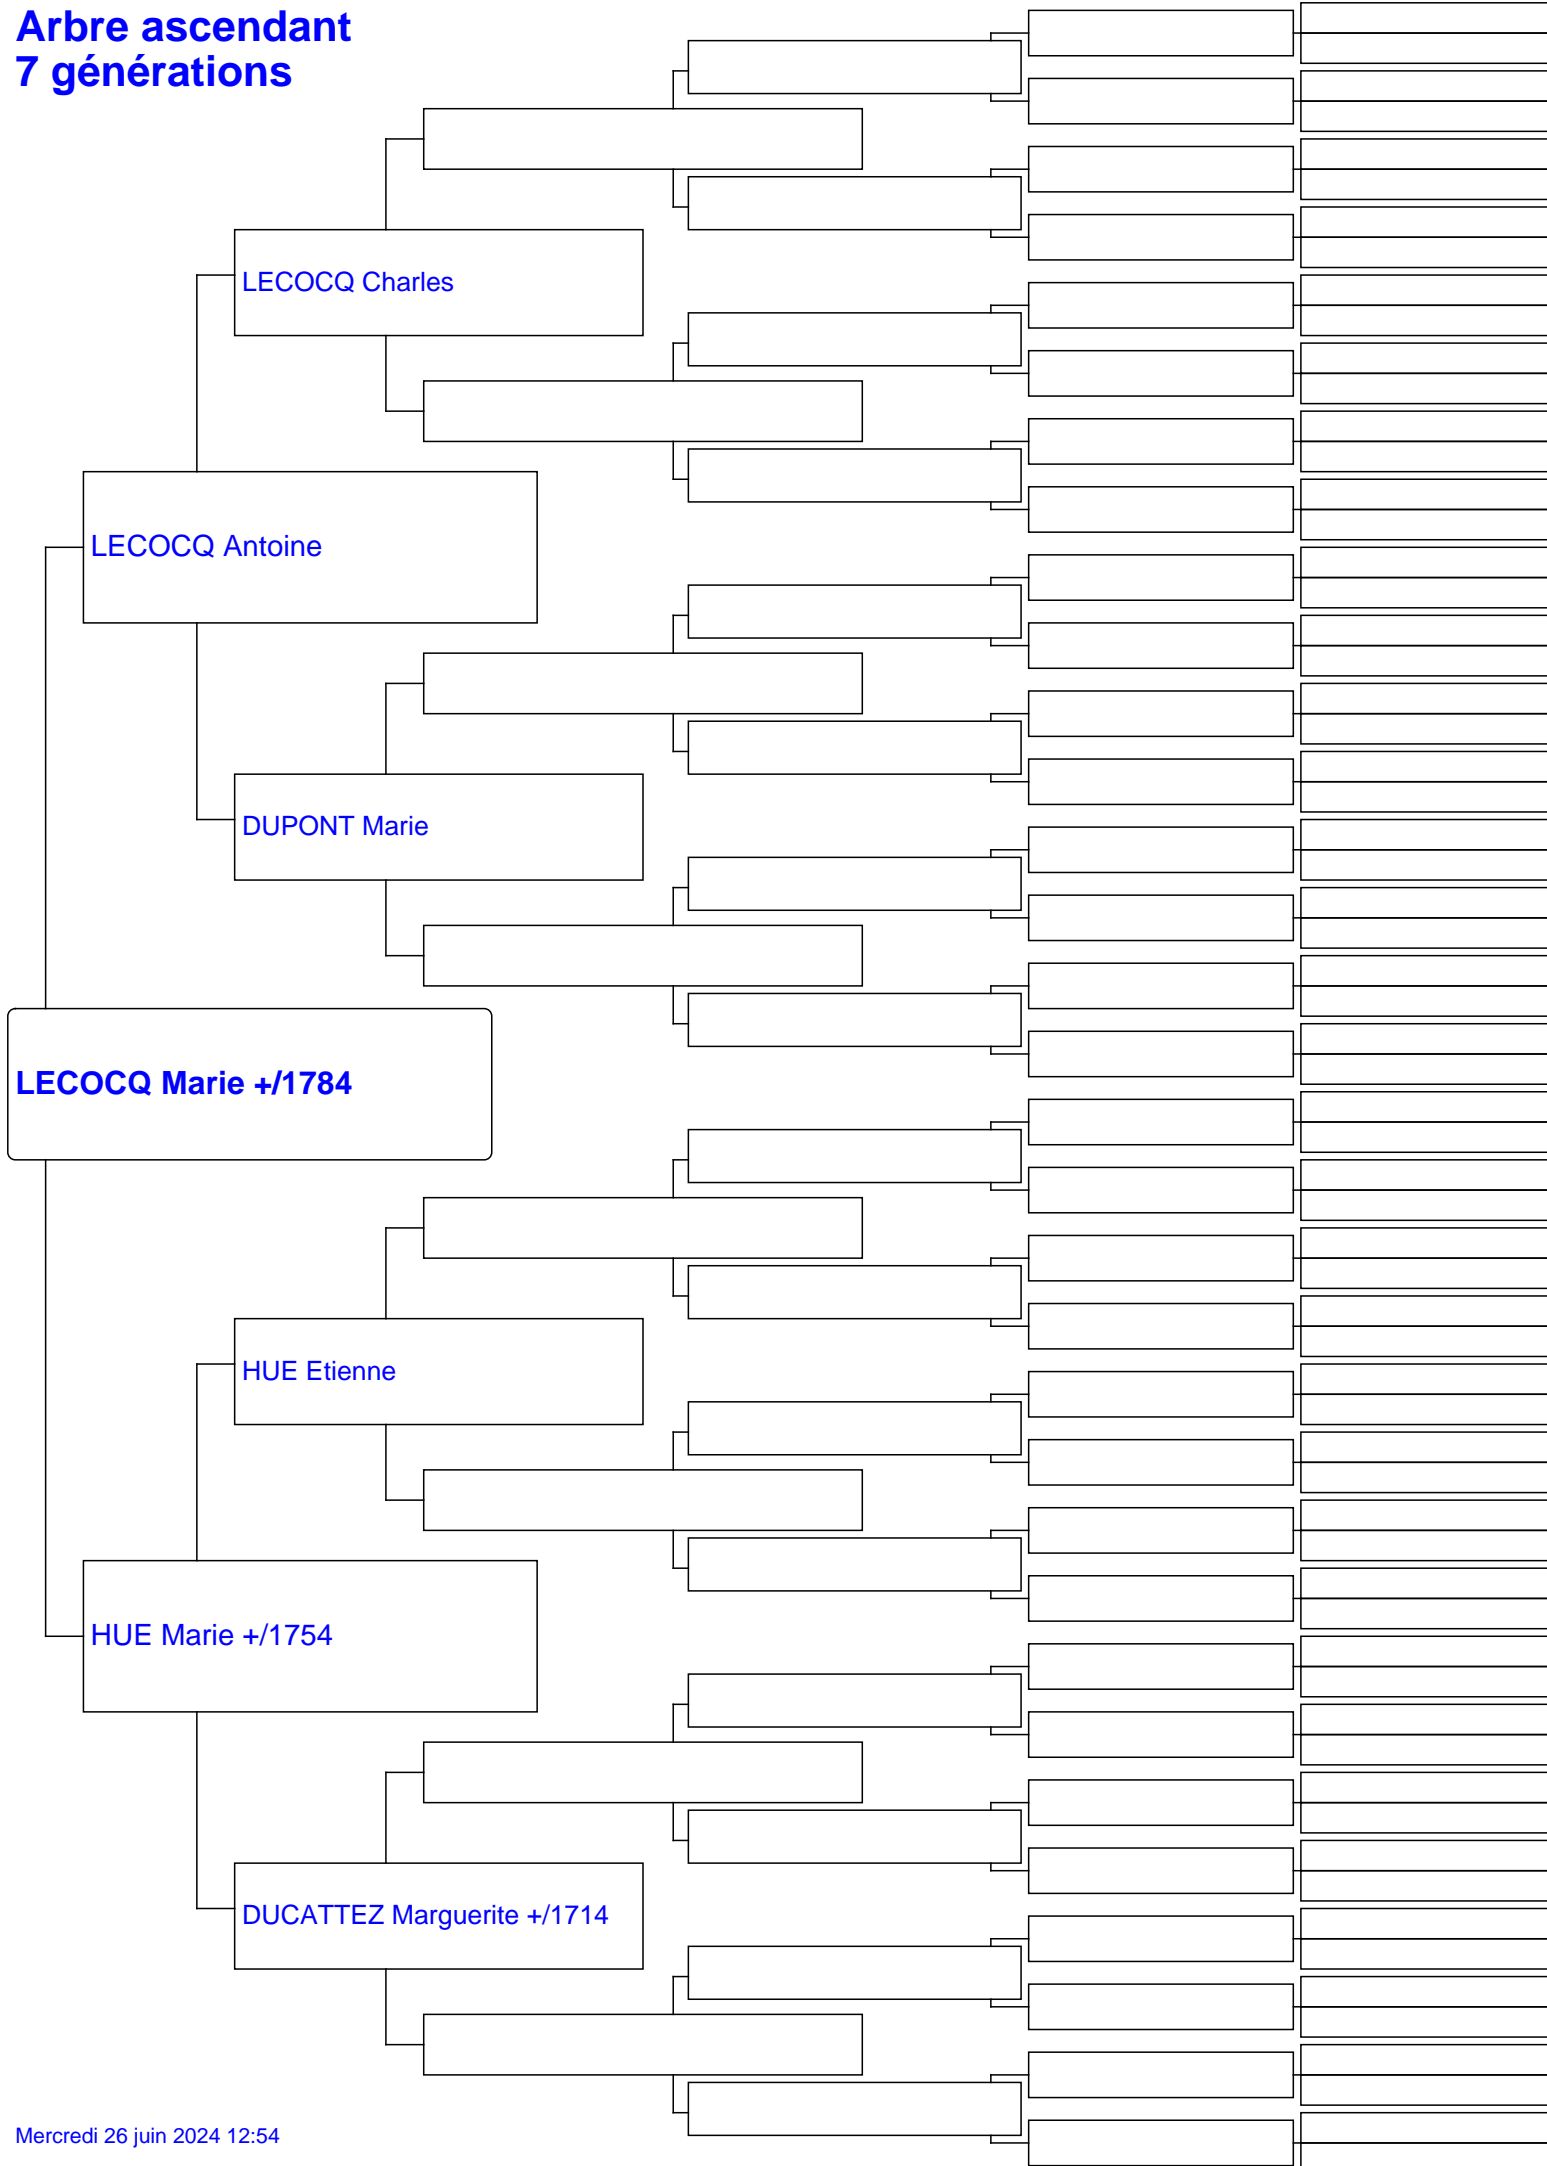 Arbre ascendant
7 générations
LECOCQ Charles
LECOCQ Antoine
DUPONT Marie
LECOCQ Marie +/1784
HUE Etienne
HUE Marie +/1754
DUCATTEZ Marguerite +/1714
Mercredi 26 juin 2024 12:54